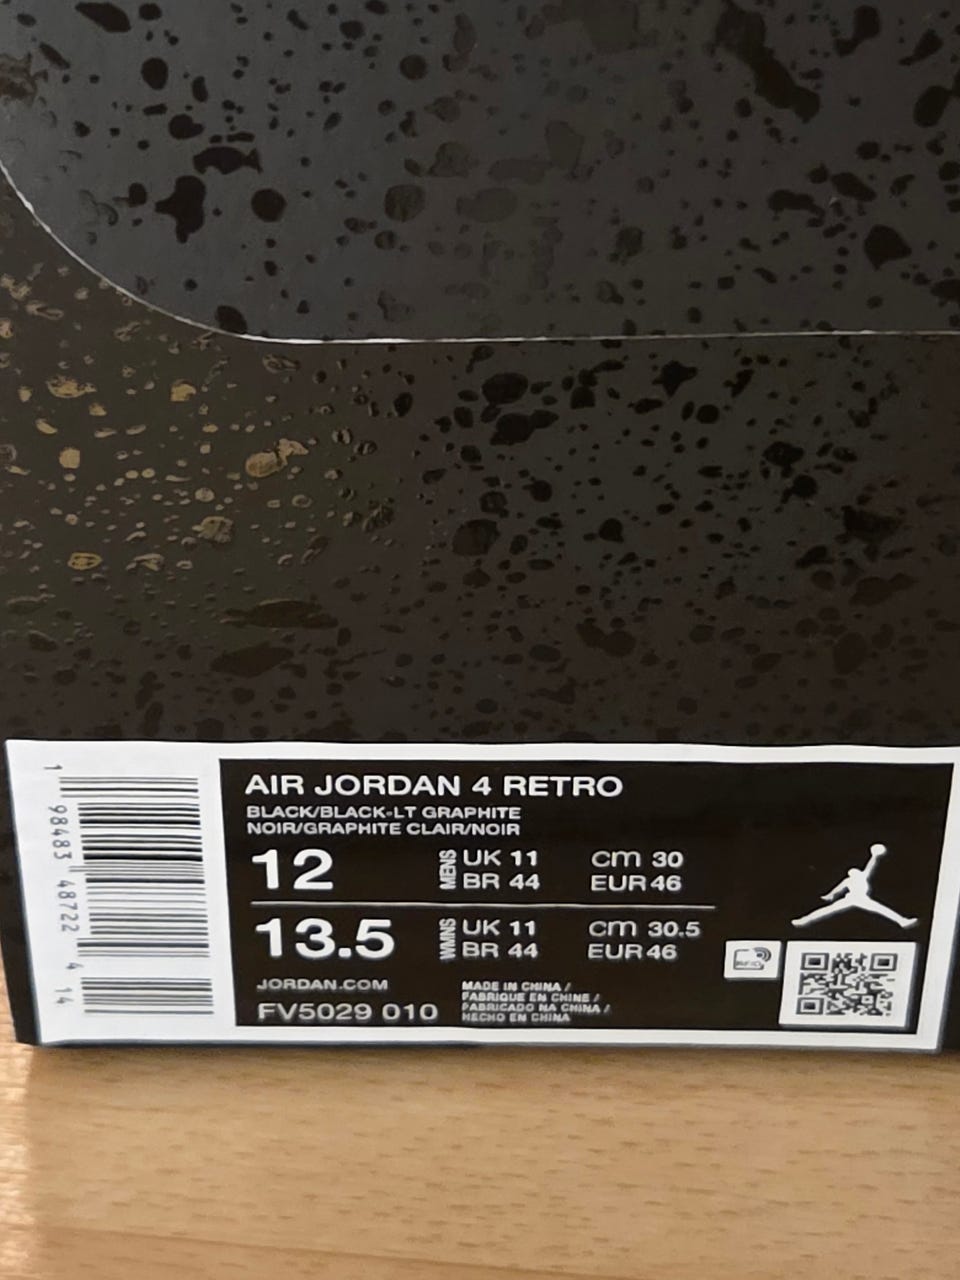 AIR JORDAN 4 RETRO
BLACK/BLACK-LT GRAPHITE
NOIR/GRAPHITE CLAIR/NOIR
12 MENS UK 11 cm 30
BR 44 EUR 46
13.5 WMNS UK 11 cm 30.5
BR 44 EUR 46
JORDAN.COM
FV5029 010
MADE IN CHINA /
FABRIQUE EN CHINE /
FABRICADO NA CHINA /
HECHO EN CHINA
RFID
1 98483 48722 4 14